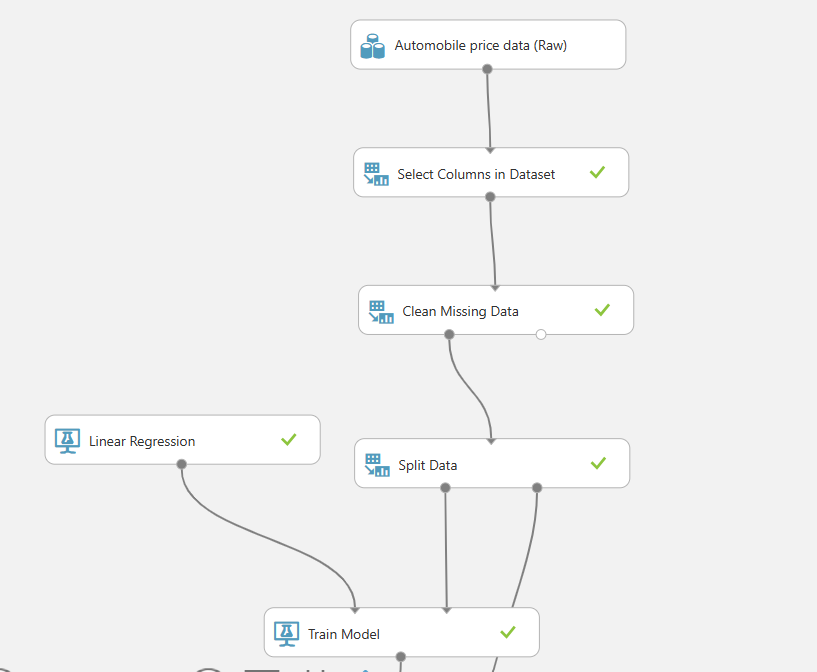 Automobile price data (Raw)
Select Columns in Dataset
Clean Missing Data
Linear Regression
Split Data
Train Model